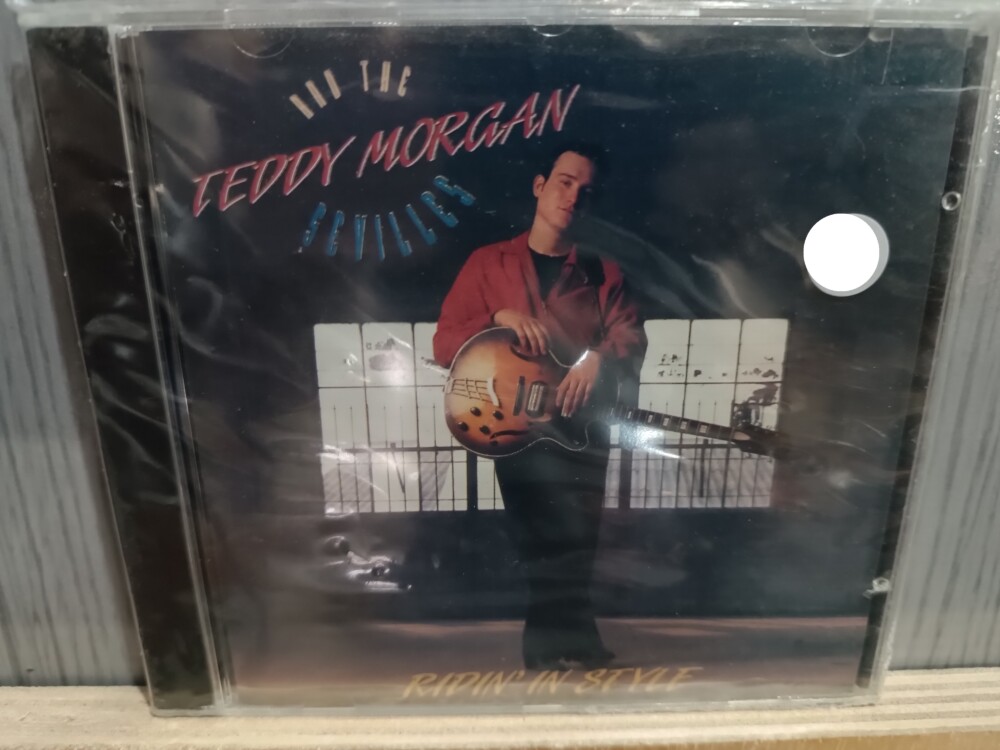 AND THE
TEDDY MORGAN
SEVILLES
RIDIN' IN STYLE